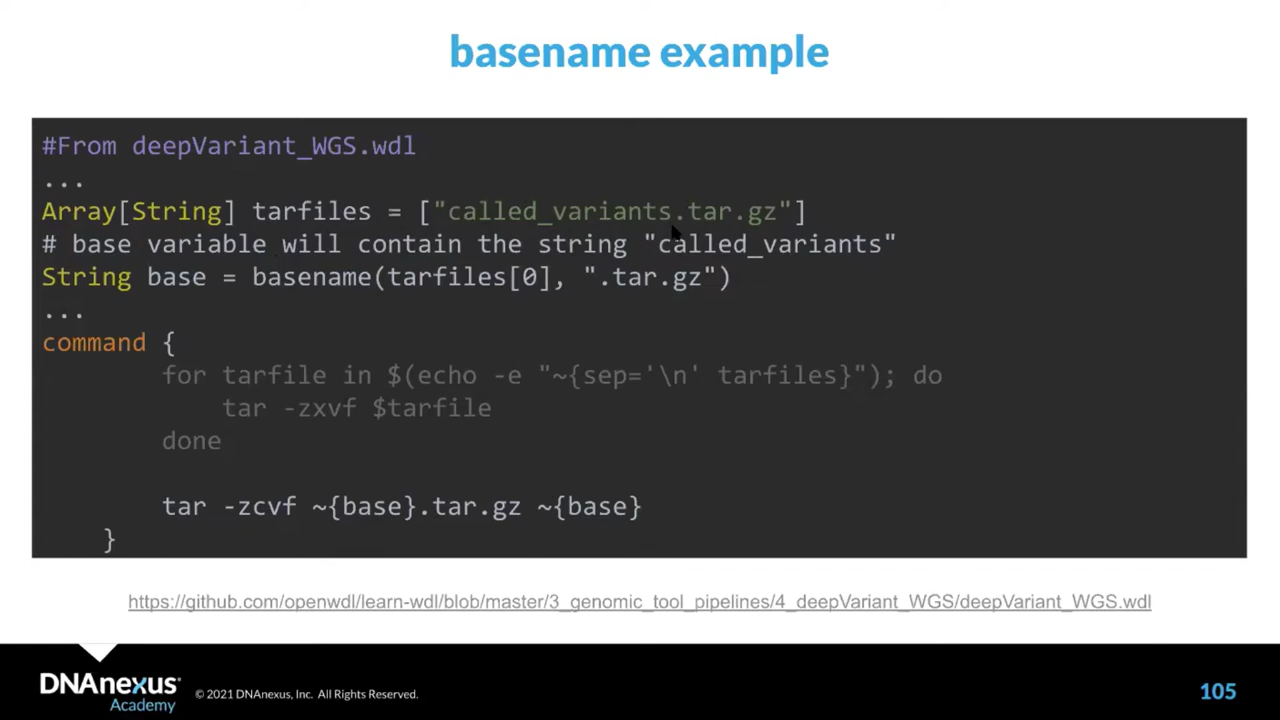 basename example
#From deepVariant_WGS.wdl
...
Array[String] tarfiles = ["called_variants.tar.gz"]
# base variable will contain the string "called_variants"
String base = basename(tarfiles[0], ".tar.gz")
...
command {
for tarfile in $(echo -e "~{sep='\n' tarfiles}"); do
tar -zxvf $tarfile
done
tar -zcvf ~{base}.tar.gz ~{base}
}
https://github.com/openwdl/learn-wdl/blob/master/3_genomic_tool_pipelines/4_deepVariant_WGS/deepVariant_WGS.wdl
DNAnexus
Academy
© 2021 DNAnexus, Inc. All Rights Reserved.
105